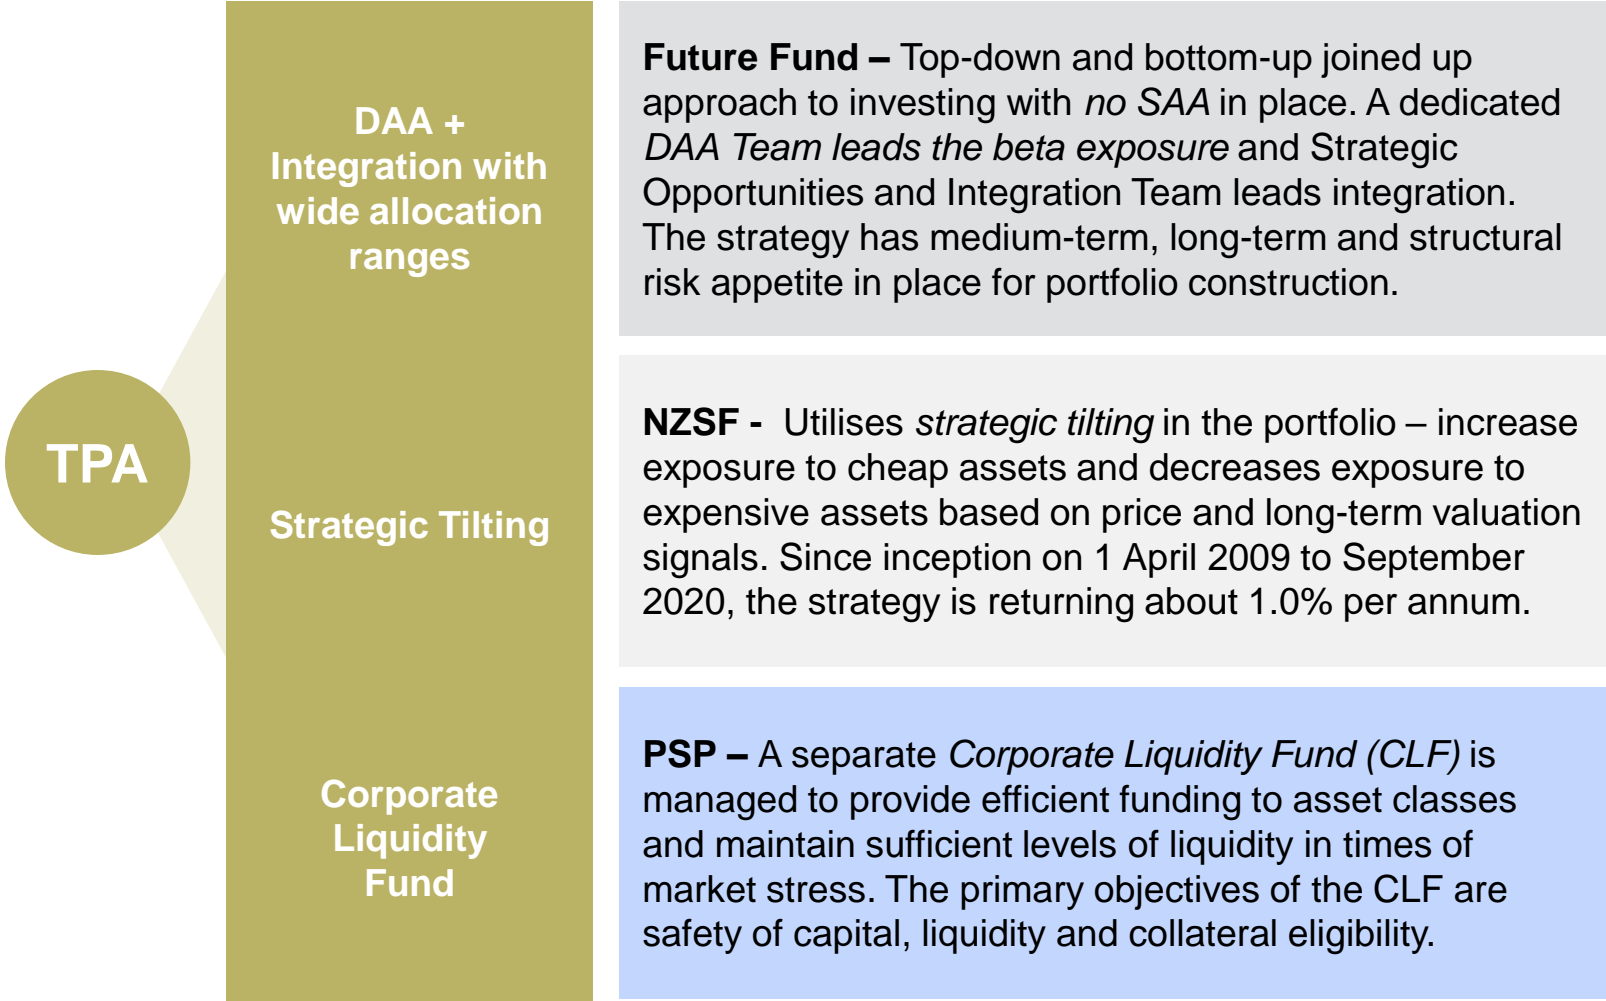 TPA
DAA +
Integration with
wide allocation
ranges
Future Fund – Top-down and bottom-up joined up
approach to investing with no SAA in place. A dedicated
DAA Team leads the beta exposure and Strategic
Opportunities and Integration Team leads integration.
The strategy has medium-term, long-term and structural
risk appetite in place for portfolio construction.
Strategic Tilting
NZSF - Utilises strategic tilting in the portfolio – increase
exposure to cheap assets and decreases exposure to
expensive assets based on price and long-term valuation
signals. Since inception on 1 April 2009 to September
2020, the strategy is returning about 1.0% per annum.
Corporate
Liquidity
Fund
PSP – A separate Corporate Liquidity Fund (CLF) is
managed to provide efficient funding to asset classes
and maintain sufficient levels of liquidity in times of
market stress. The primary objectives of the CLF are
safety of capital, liquidity and collateral eligibility.